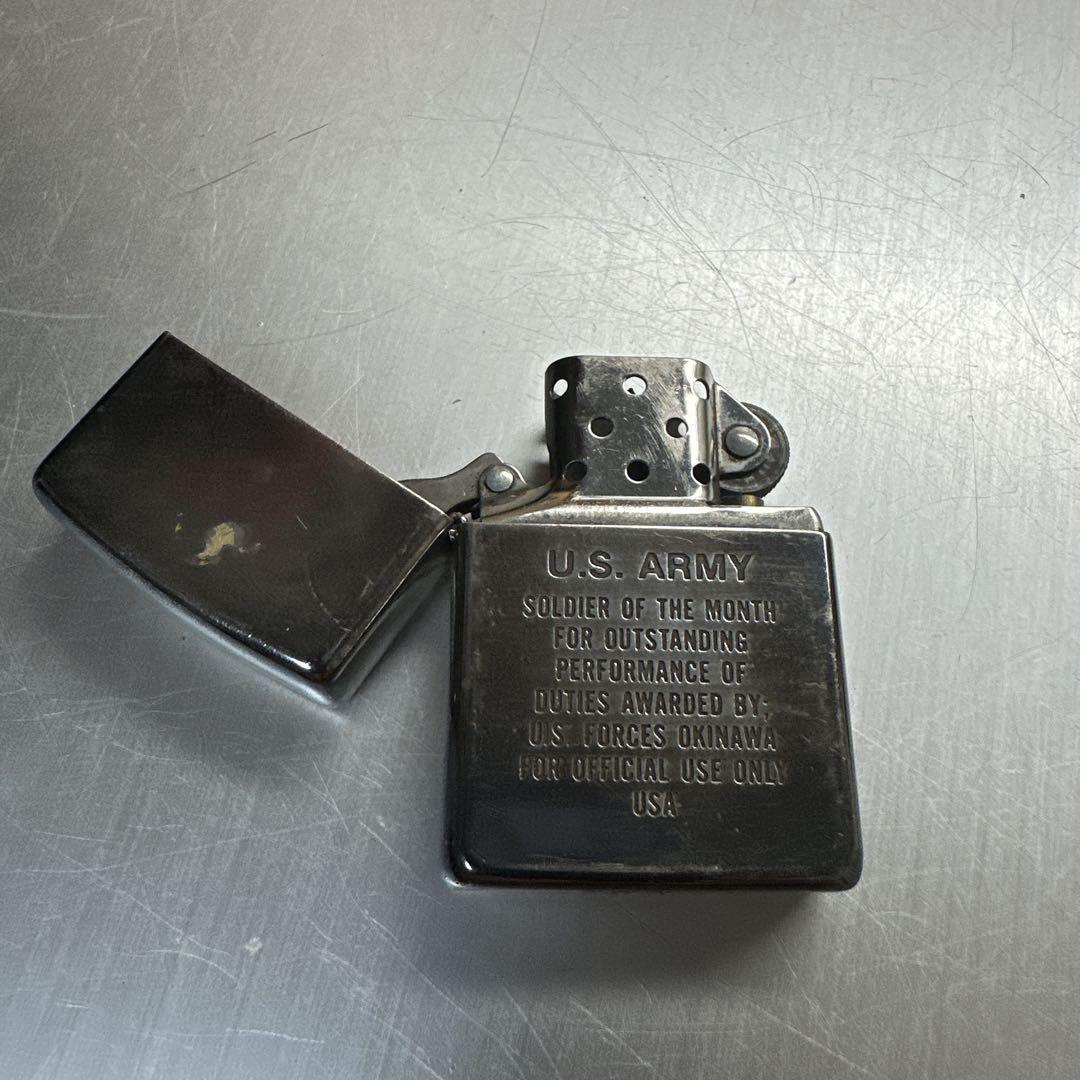 U.S. ARMY
SOLDIER OF THE MONTH
FOR OUTSTANDING
PERFORMANCE OF
DUTIES AWARDED BY;
U.S. FORCES OKINAWA
FOR OFFICIAL USE ONLY
USA